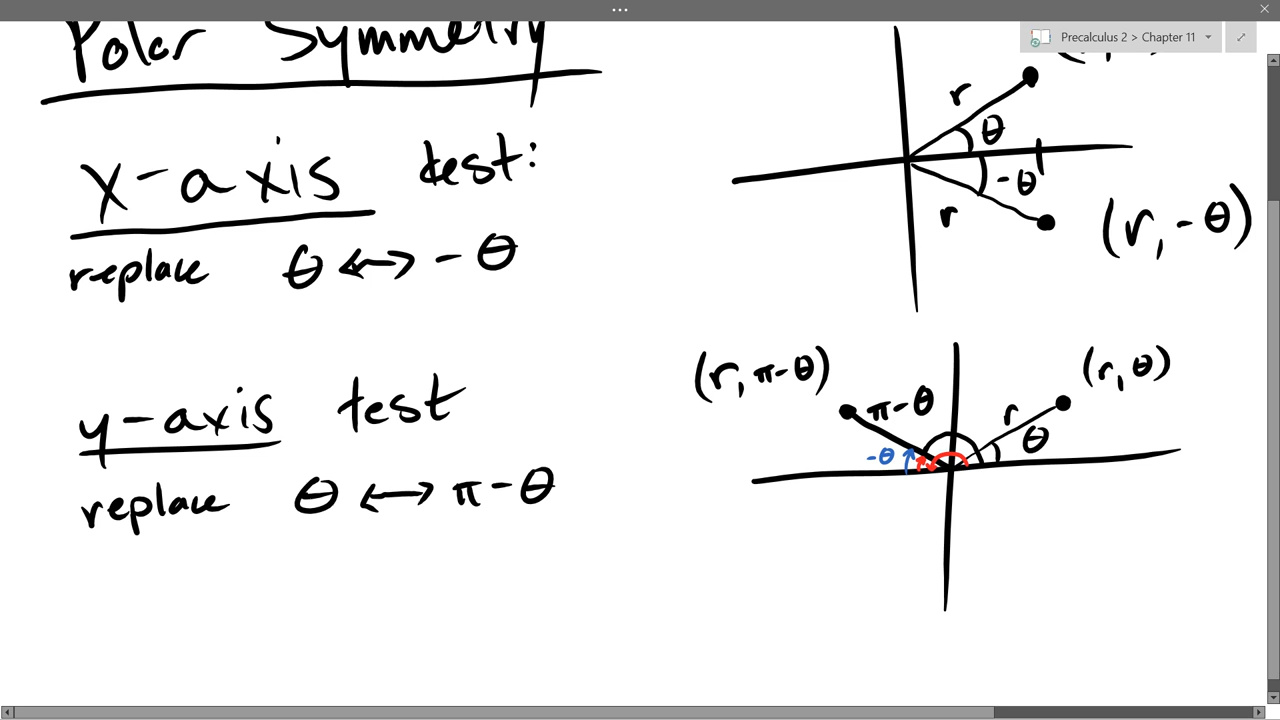 Precalculus 2 > Chapter 11
Polar Symmetry
x-axis test:
replace θ ↔ -θ
r
θ
-θ
r
(r, -θ)
y-axis test
replace θ ↔ π-θ
(r, π-θ)
(r, θ)
π-θ
r
θ
-θ